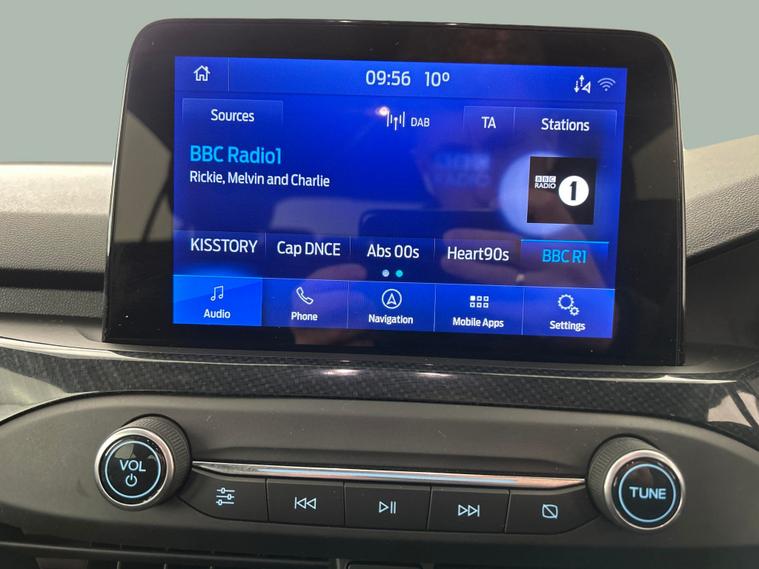 09:56 10º
Sources
DAB
TA
Stations
BBC Radio1
Rickie, Melvin and Charlie
BBC
RADIO 1
KISSTORY
Cap DNCE
Abs 00s
Heart90s
BBC R1
Audio
Phone
Navigation
Mobile Apps
Settings
VOL
TUNE